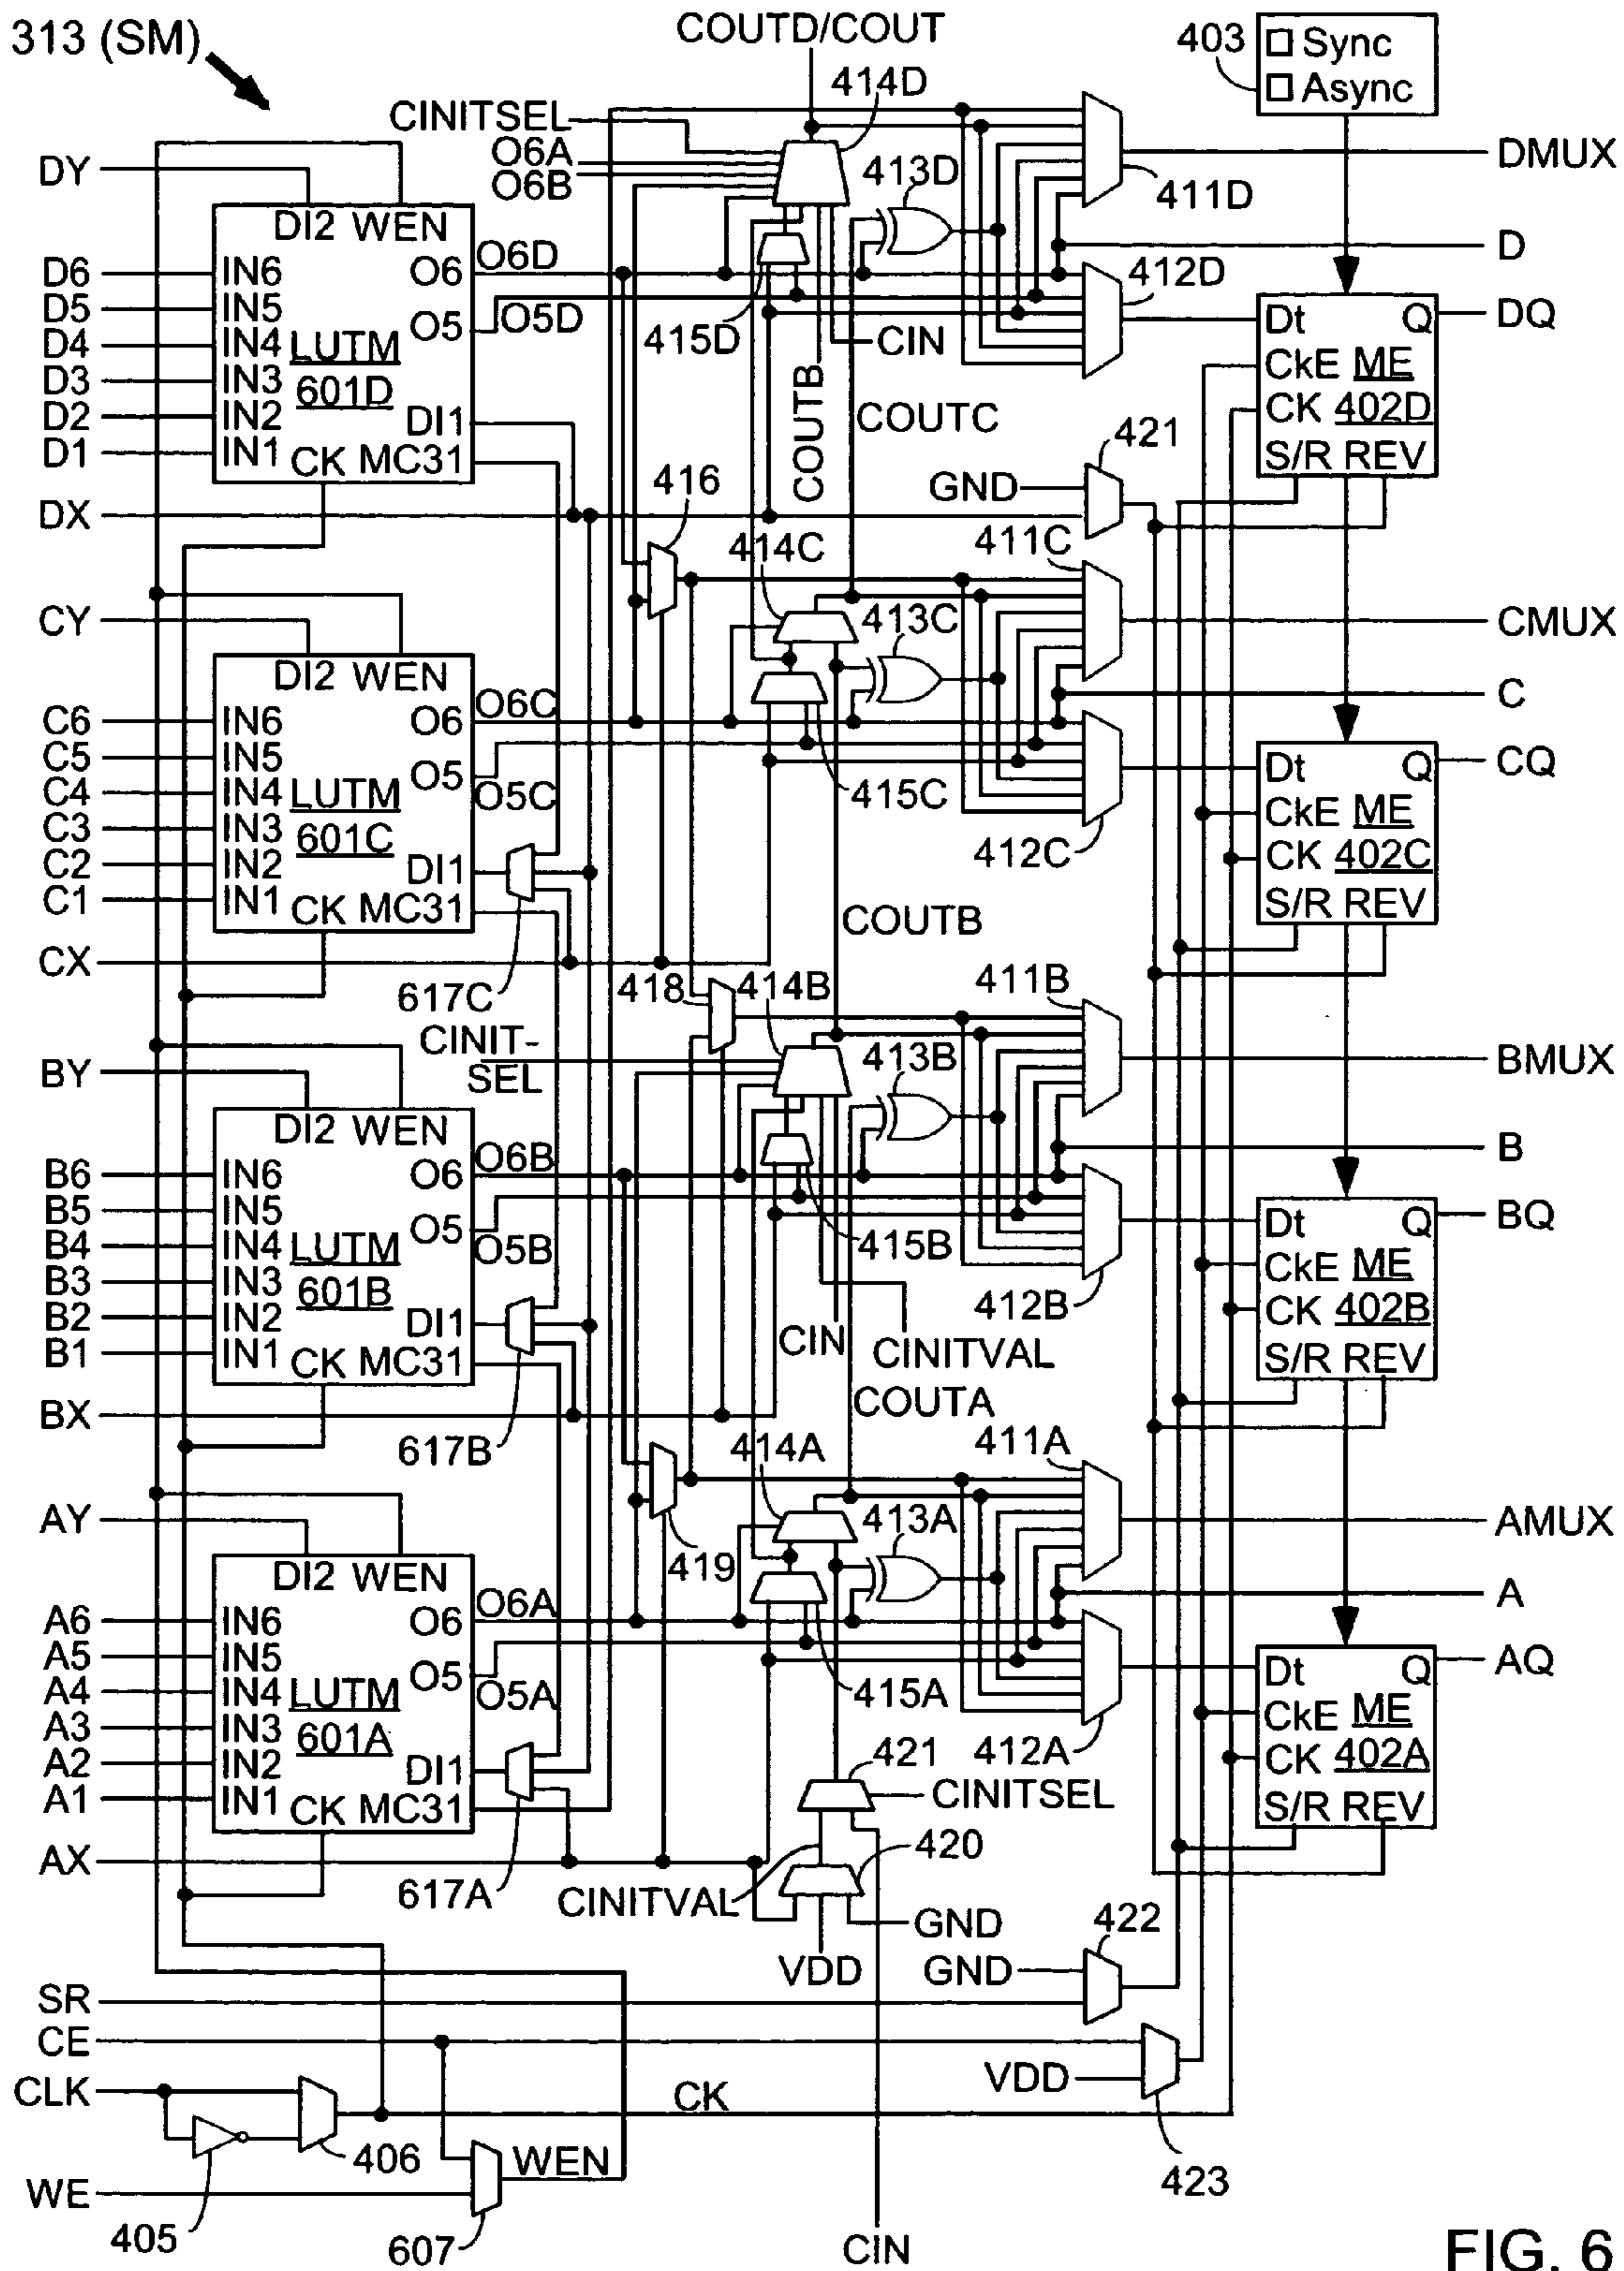 313 (SM)
COUTD/COUT
403
Sync
Async
414D
CINITSEL
O6A
O6B
413D
DMUX
411D
DY
DI2 WEN
D6 IN6 O6 O6D
D5 IN5
D4 IN4 LUTM O5 O5D
D3 IN3 601D
D2 IN2 DI1
D1 IN1 CK MC31
415D
CIN
COUTB
COUTC
412D
D
Dt Q DQ
CkE ME
CK 402D
S/R REV
421
GND
DX
416
414C
411C
413C
CMUX
CY
DI2 WEN
C6 IN6 O6 O6C
C5 IN5
C4 IN4 LUTM O5 O5C
C3 IN3 601C
C2 IN2 DI1
C1 IN1 CK MC31
C
415C
412C
Dt Q CQ
CkE ME
CK 402C
S/R REV
COUTB
CX
617C
418
414B
411B
CINIT-
SEL
413B
BMUX
BY
DI2 WEN
B6 IN6 O6 O6B
B5 IN5
B4 IN4 LUTM O5 O5B
B3 IN3 601B
B2 IN2 DI1
B1 IN1 CK MC31
B
415B
412B
Dt Q BQ
CkE ME
CK 402B
S/R REV
CIN
CINITVAL
COUTA
BX
617B
414A
411A
413A
AMUX
419
AY
DI2 WEN
A6 IN6 O6 O6A
A5 IN5
A4 IN4 LUTM O5 O5A
A3 IN3 601A
A2 IN2 DI1
A1 IN1 CK MC31
A
415A
412A
Dt Q AQ
CkE ME
CK 402A
S/R REV
421
CINITSEL
AX
617A
420
CINITVAL
GND
VDD
422
GND
SR
CE
VDD
CLK
CK
406
423
WEN
WE
405
607
CIN
FIG. 6